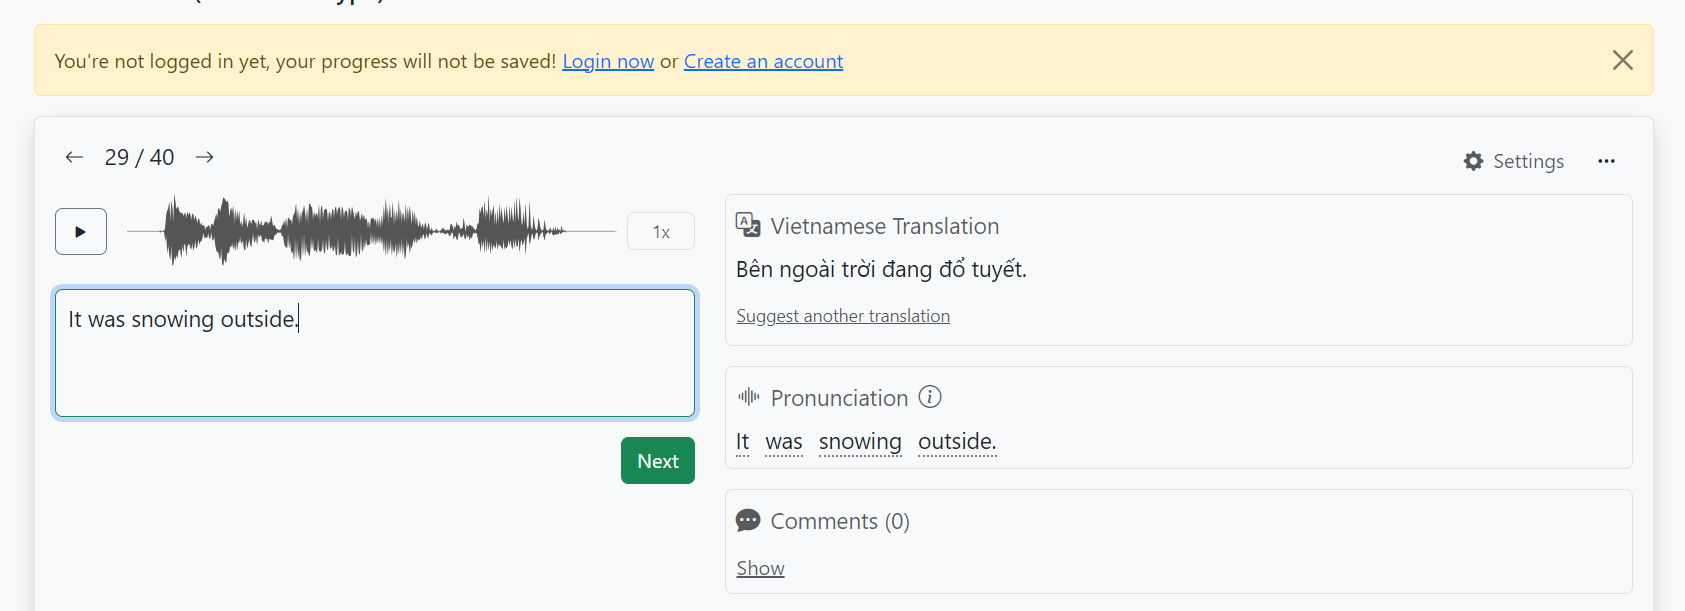 You're not logged in yet, your progress will not be saved! Login now or Create an account
29 / 40
Settings
1x
It was snowing outside.
Next
Vietnamese Translation
Bên ngoài trời đang đổ tuyết.
Suggest another translation
Pronunciation
It was snowing outside.
Comments (0)
Show